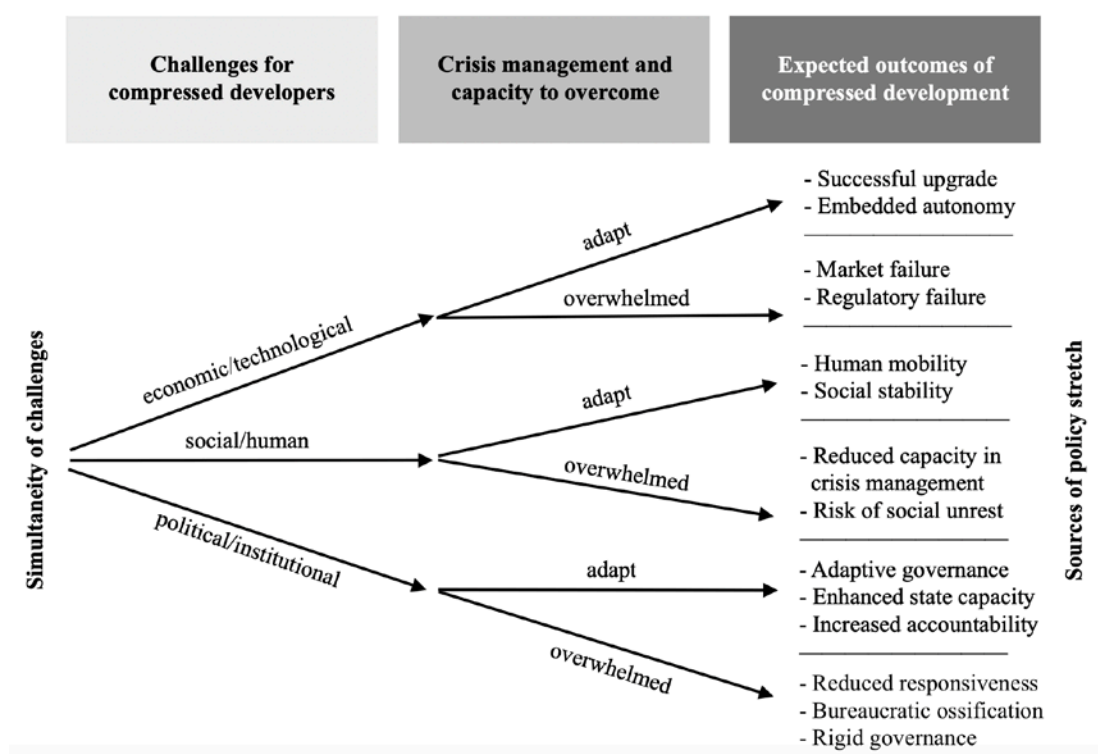 Challenges for
compressed developers
Crisis management and
capacity to overcome
Expected outcomes of
compressed development
Simultaneity of challenges
economic/technological
social/human
political/institutional
adapt
overwhelmed
adapt
overwhelmed
adapt
overwhelmed
- Successful upgrade
- Embedded autonomy
- Market failure
- Regulatory failure
- Human mobility
- Social stability
- Reduced capacity in
crisis management
- Risk of social unrest
- Adaptive governance
- Enhanced state capacity
- Increased accountability
- Reduced responsiveness
- Bureaucratic ossification
- Rigid governance
Sources of policy stretch